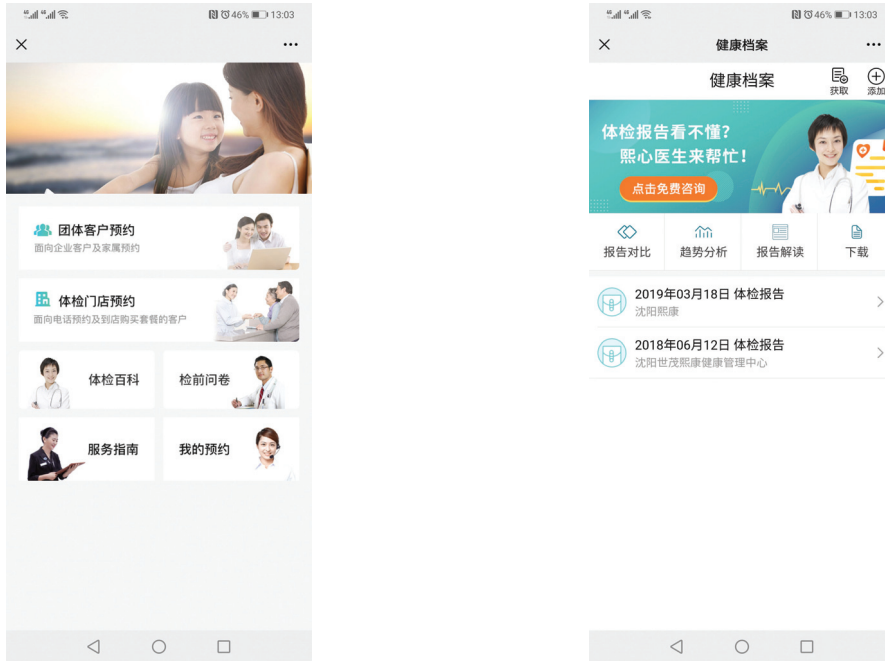 46 46 46% 13:03
团体客户预约
面向企业客户及家属预约
体检门店预约
面向电话预约及到店购买套餐的客户
体检百科
检前问卷
服务指南
我的预约
46 46 46% 13:03
健康档案
健康档案
获取
添加
体检报告看不懂?
熙心医生来帮忙!
点击免费咨询
报告对比
趋势分析
报告解读
下载
2019年03月18日 体检报告
沈阳熙康
2018年06月12日 体检报告
沈阳世茂熙康健康管理中心